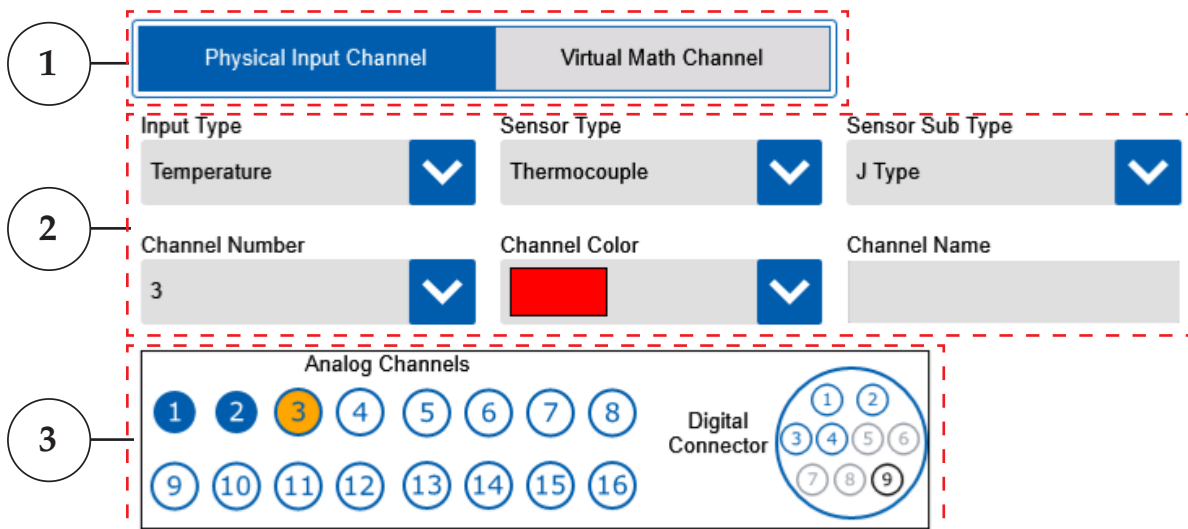 1
Physical Input Channel Virtual Math Channel
Input Type Sensor Type Sensor Sub Type
Temperature Thermocouple J Type
2
Channel Number Channel Color Channel Name
3
3
Analog Channels
1 2 3 4 5 6 7 8
9 10 11 12 13 14 15 16
Digital
Connector
1 2
3 4 5 6
7 8 9